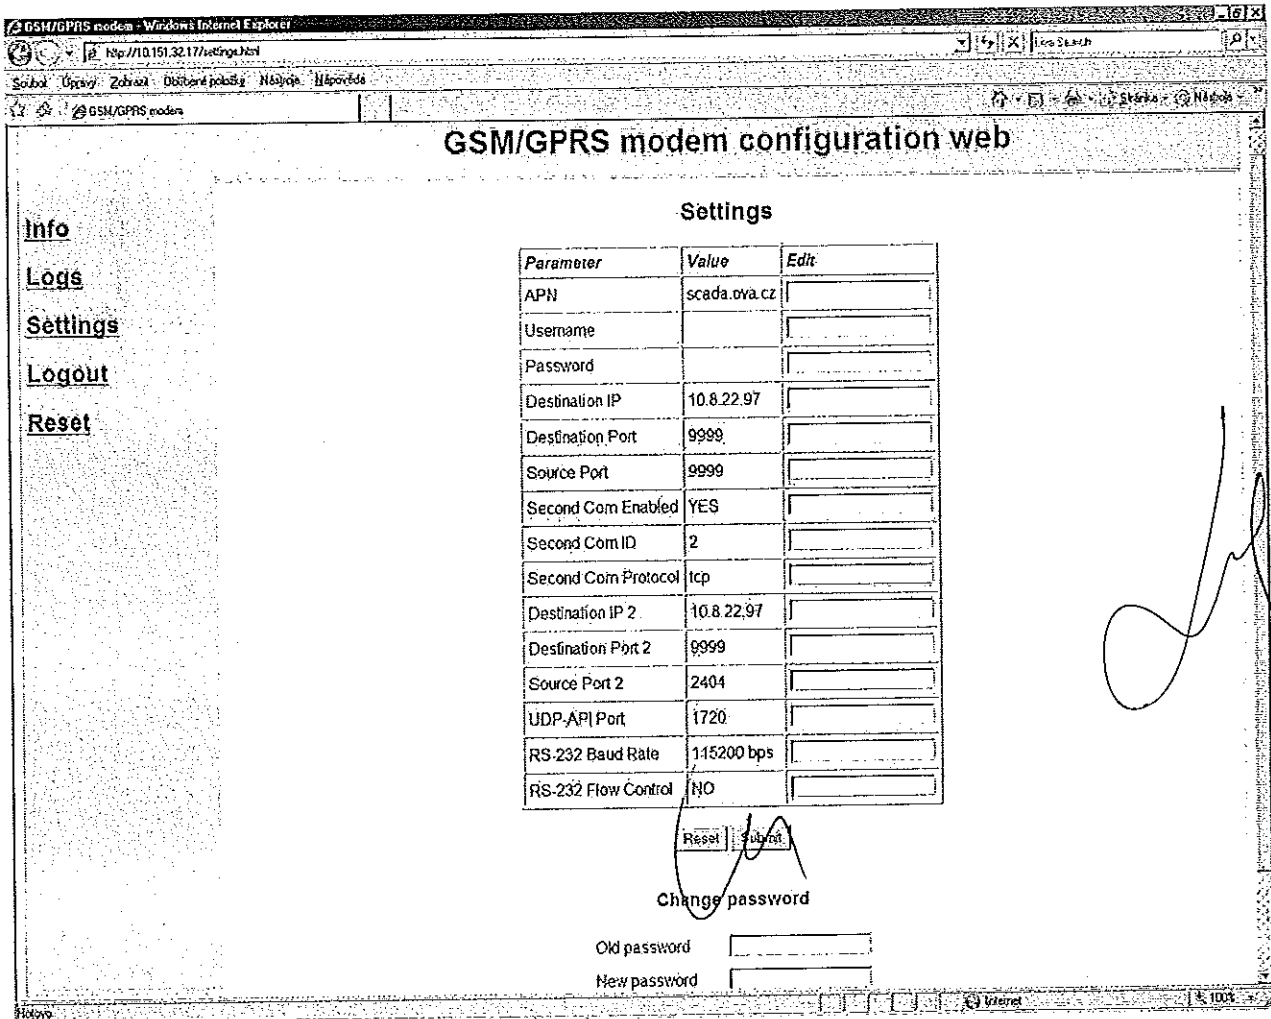 GSM/GPRS modem - Windows Internet Explorer
http://10.151.32.17/settings.html
Live Search
Soubor Úpravy Zobrazit Oblíbené položky Nástroje Nápověda
GSM/GPRS modem
Stránka Nástroje
GSM/GPRS modem configuration web
Info
Logs
Settings
Logout
Reset
Settings
Parameter Value Edit
APN scada.ova.cz
Username
Password
Destination IP 10.8.22.97
Destination Port 9999
Source Port 9999
Second Com Enabled YES
Second Com ID 2
Second Com Protocol tcp
Destination IP 2 10.8.22.97
Destination Port 2 9999
Source Port 2 2404
UDP-API Port 1720
RS-232 Baud Rate 115200 bps
RS-232 Flow Control NO
Reset Submit
Change password
Old password
New password
Hotovo Internet 100%